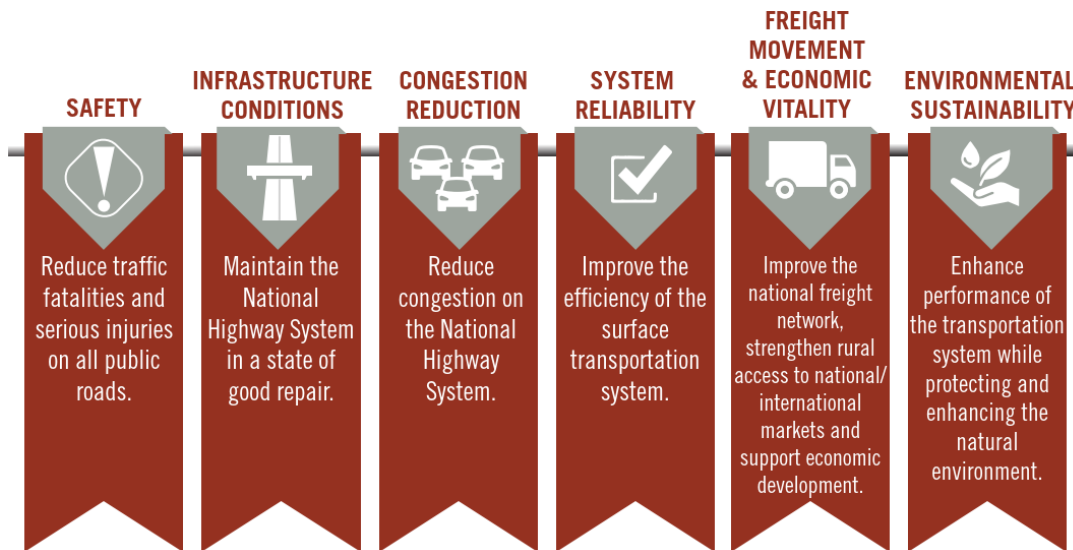 SAFETY
Reduce traffic
fatalities and
serious injuries
on all public
roads.
INFRASTRUCTURE
CONDITIONS
Maintain the
National
Highway System
in a state of
good repair.
CONGESTION
REDUCTION
Reduce
congestion on
the National
Highway
System.
SYSTEM
RELIABILITY
Improve the
efficiency of the
surface
transportation
system.
FREIGHT
MOVEMENT
& ECONOMIC
VITALITY
Improve the
national freight
network,
strengthen rural
access to national/
international
markets and
support economic
development.
ENVIRONMENTAL
SUSTAINABILITY
Enhance
performance of
the transportation
system while
protecting and
enhancing the
natural
environment.